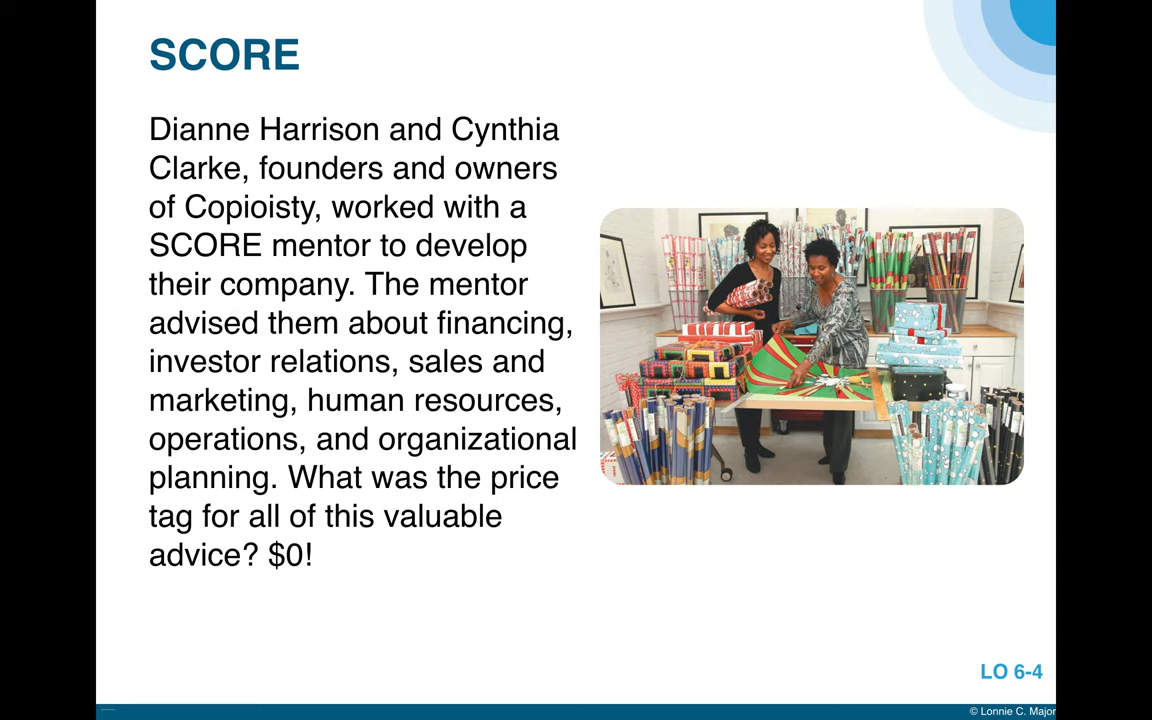 SCORE
Dianne Harrison and Cynthia
Clarke, founders and owners
of Copioisty, worked with a
SCORE mentor to develop
their company. The mentor
advised them about financing,
investor relations, sales and
marketing, human resources,
operations, and organizational
planning. What was the price
tag for all of this valuable
advice? $0!
LO 6-4
© Lonnie C. Major